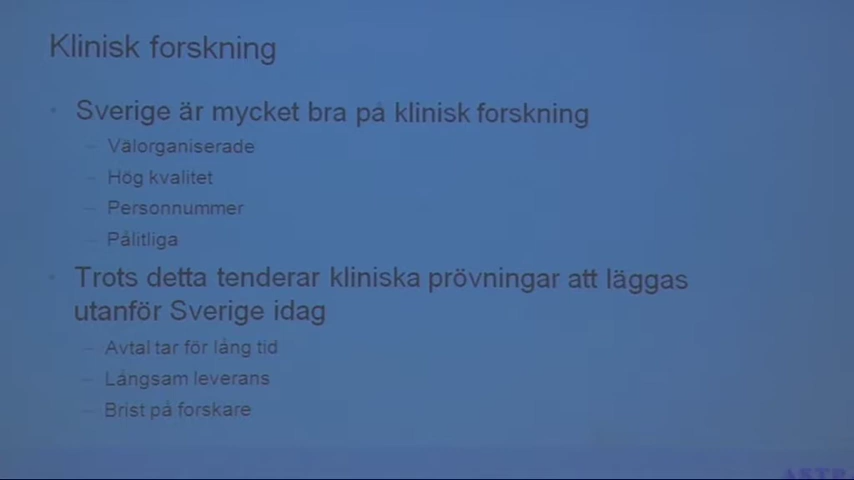 Klinisk forskning
• Sverige är mycket bra på klinisk forskning
– Välorganiserade
– Hög kvalitet
– Personnummer
– Pålitliga
• Trots detta tenderar kliniska prövningar att läggas
utanför Sverige idag
– Avtal tar för lång tid
– Långsam leverans
– Brist på forskare